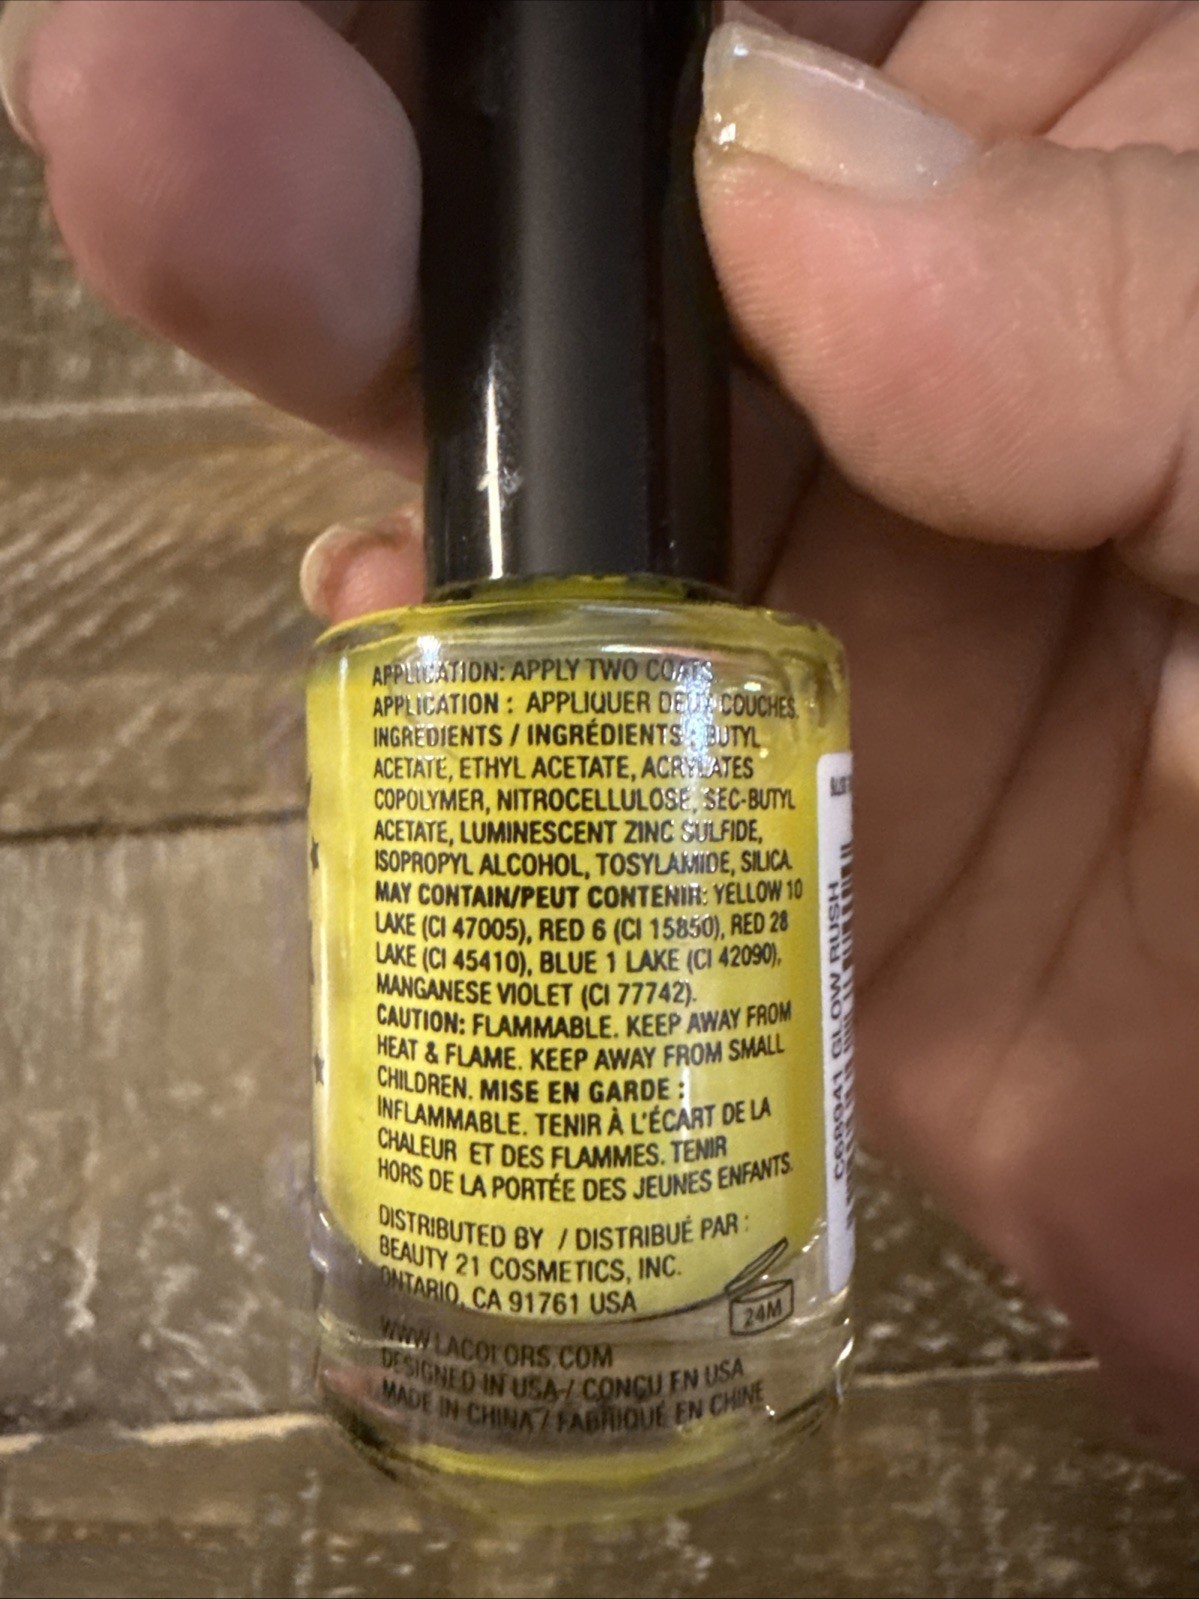 APPLICATION: APPLY TWO COATS
APPLICATION : APPLIQUER DEUX COUCHES.
INGREDIENTS / INGRÉDIENTS: BUTYL
ACETATE, ETHYL ACETATE, ACRYLATES
COPOLYMER, NITROCELLULOSE, SEC-BUTYL
ACETATE, LUMINESCENT ZINC SULFIDE,
ISOPROPYL ALCOHOL, TOSYLAMIDE, SILICA.
MAY CONTAIN/PEUT CONTENIR: YELLOW 10
LAKE (CI 47005), RED 6 (CI 15850), RED 28
LAKE (CI 45410), BLUE 1 LAKE (CI 42090),
MANGANESE VIOLET (CI 77742).
CAUTION: FLAMMABLE. KEEP AWAY FROM
HEAT & FLAME. KEEP AWAY FROM SMALL
CHILDREN. MISE EN GARDE :
INFLAMMABLE. TENIR À L'ÉCART DE LA
CHALEUR ET DES FLAMMES. TENIR
HORS DE LA PORTÉE DES JEUNES ENFANTS.
DISTRIBUTED BY / DISTRIBUÉ PAR :
BEAUTY 21 COSMETICS, INC.
ONTARIO, CA 91761 USA
24M
WWW.LACOLORS.COM
DESIGNED IN USA / CONÇU EN USA
MADE IN CHINA / FABRIQUÉ EN CHINE
GLOW RUSH